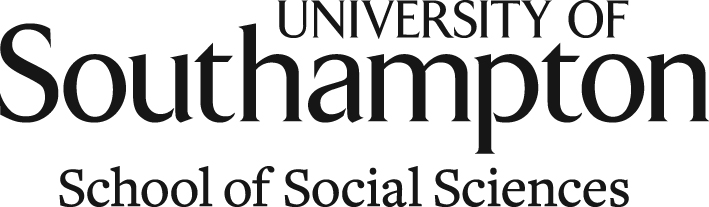 UNIVERSITY OF
Southampton
School of Social Sciences